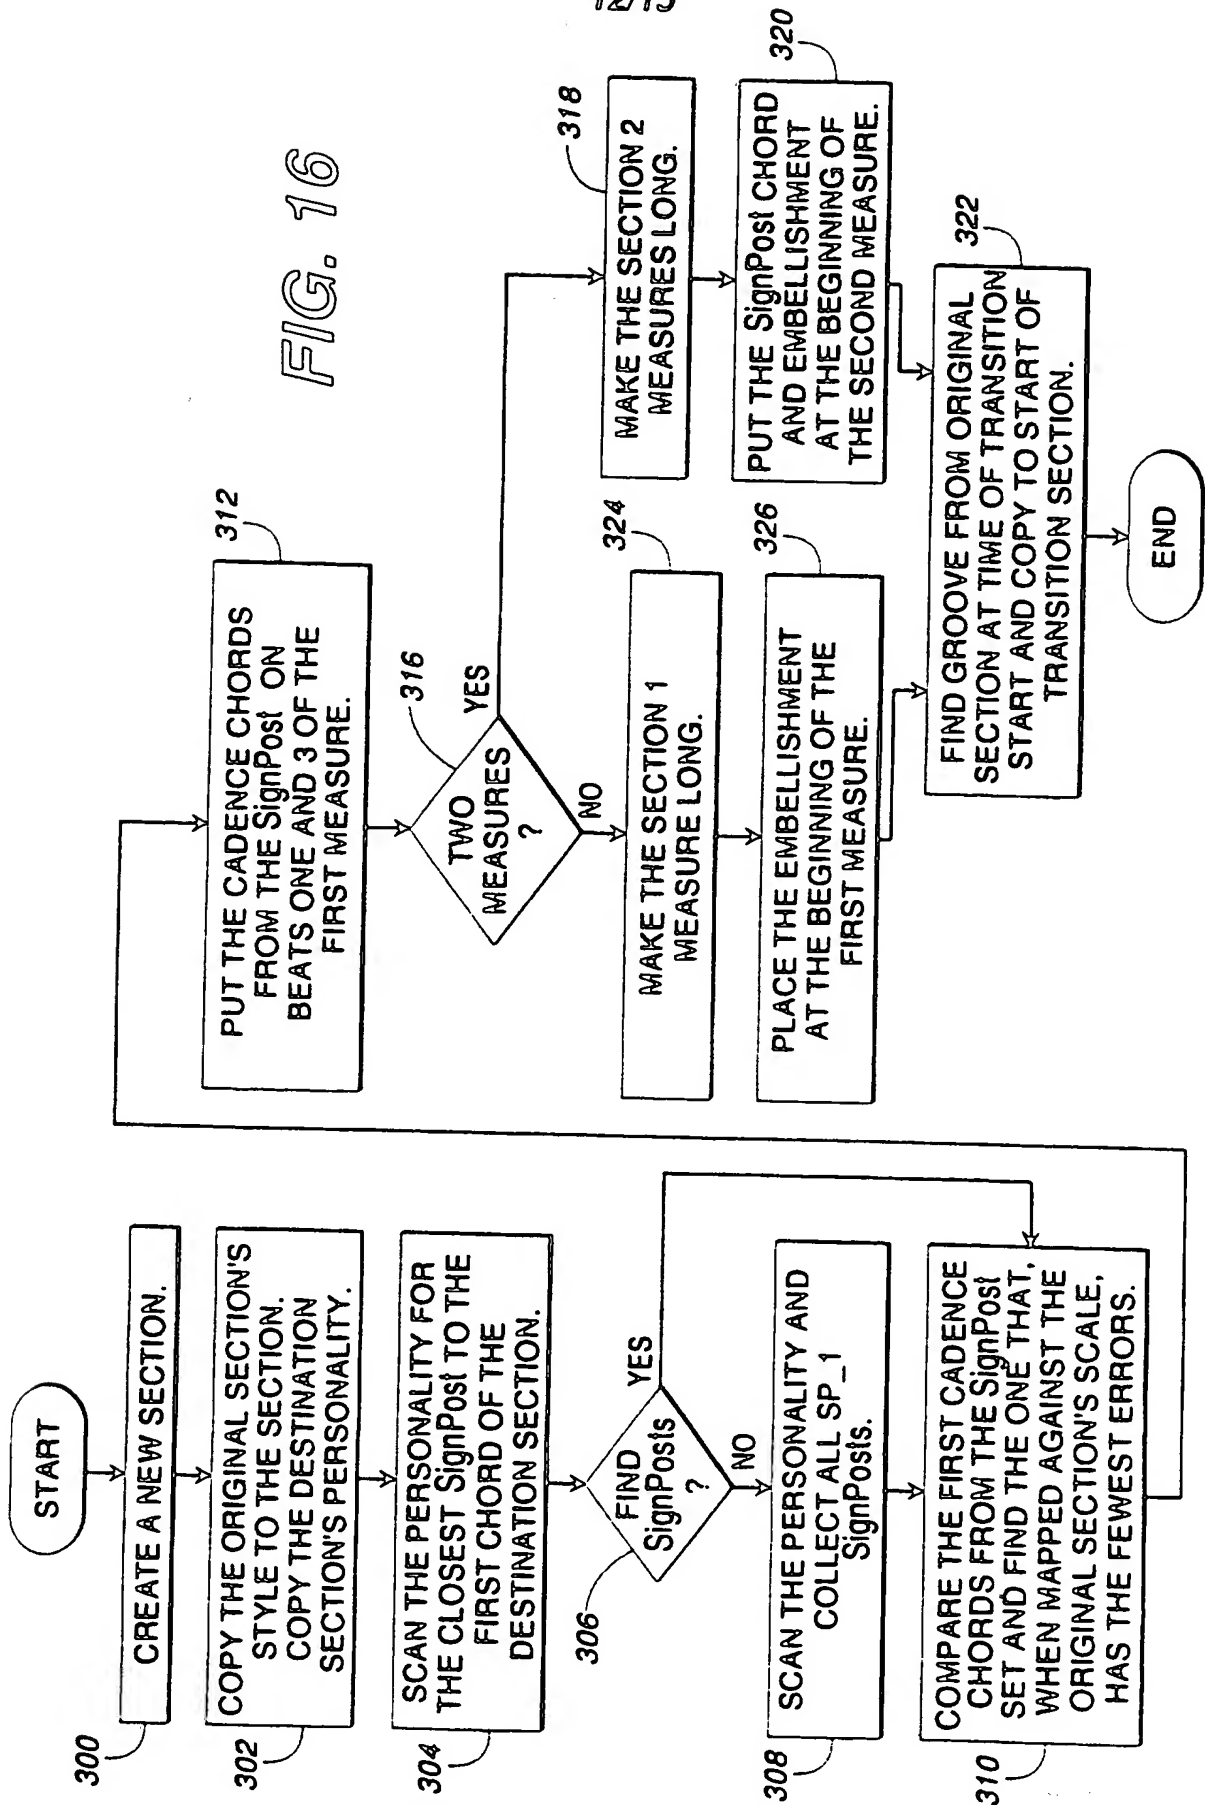 12/15
FIG. 16
START
300
CREATE A NEW SECTION.
302
COPY THE ORIGINAL SECTION'S
STYLE TO THE SECTION.
COPY THE DESTINATION
SECTION'S PERSONALITY.
304
SCAN THE PERSONALITY FOR
THE CLOSEST SignPost TO THE
FIRST CHORD OF THE
DESTINATION SECTION.
306
FIND
SignPosts
?
YES
NO
308
SCAN THE PERSONALITY AND
COLLECT ALL SP_1
SignPosts.
310
COMPARE THE FIRST CADENCE
CHORDS FROM THE SignPost
SET AND FIND THE ONE THAT,
WHEN MAPPED AGAINST THE
ORIGINAL SECTION'S SCALE,
HAS THE FEWEST ERRORS.
312
PUT THE CADENCE CHORDS
FROM THE SignPost ON
BEATS ONE AND 3 OF THE
FIRST MEASURE.
316
TWO
MEASURES
?
YES
NO
318
MAKE THE SECTION 2
MEASURES LONG.
320
PUT THE SignPost CHORD
AND EMBELLISHMENT
AT THE BEGINNING OF
THE SECOND MEASURE.
324
MAKE THE SECTION 1
MEASURE LONG.
326
PLACE THE EMBELLISHMENT
AT THE BEGINNING OF THE
FIRST MEASURE.
322
FIND GROOVE FROM ORIGINAL
SECTION AT TIME OF TRANSITION
START AND COPY TO START OF
TRANSITION SECTION.
END